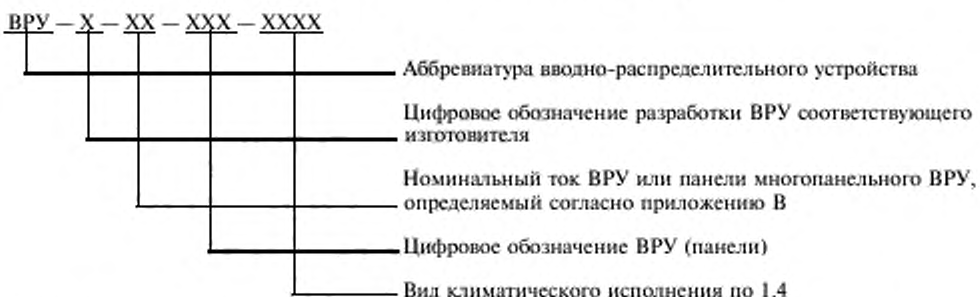 ВРУ — X — XX — XXX — XXXX
Аббревиатура вводно-распределительного устройства
Цифровое обозначение разработки ВРУ соответствующего
изготовителя
Номинальный ток ВРУ или панели многопанельного ВРУ,
определяемый согласно приложению В
Цифровое обозначение ВРУ (панели)
Вид климатического исполнения по 1.4